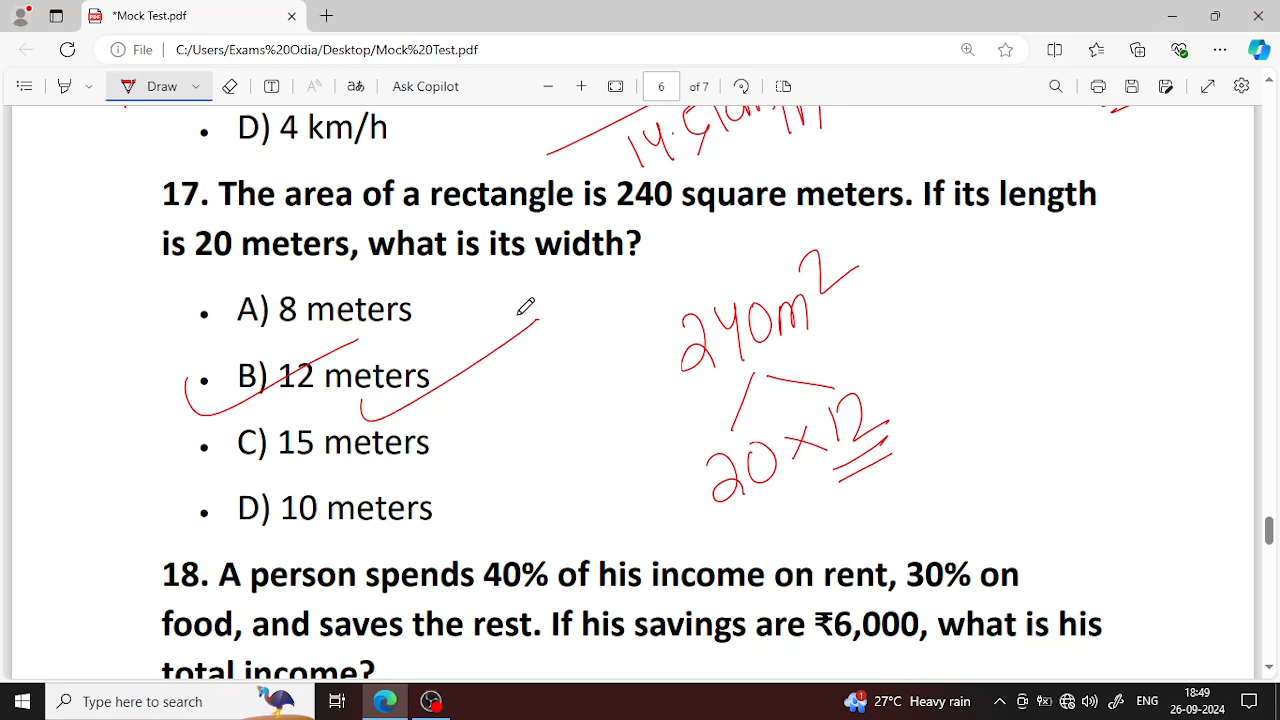 *Mock Test.pdf
File
C:/Users/Exams%20Odia/Desktop/Mock%20Test.pdf
Draw
aあ
Ask Copilot
6 of 7
• D) 4 km/h
17. The area of a rectangle is 240 square meters. If its length
is 20 meters, what is its width?
• A) 8 meters
• B) 12 meters
• C) 15 meters
• D) 10 meters
240m²
20 × 12
18. A person spends 40% of his income on rent, 30% on
food, and saves the rest. If his savings are ₹6,000, what is his
total income?
Type here to search
1
27°C Heavy rain
ENG
18:49
26-09-2024